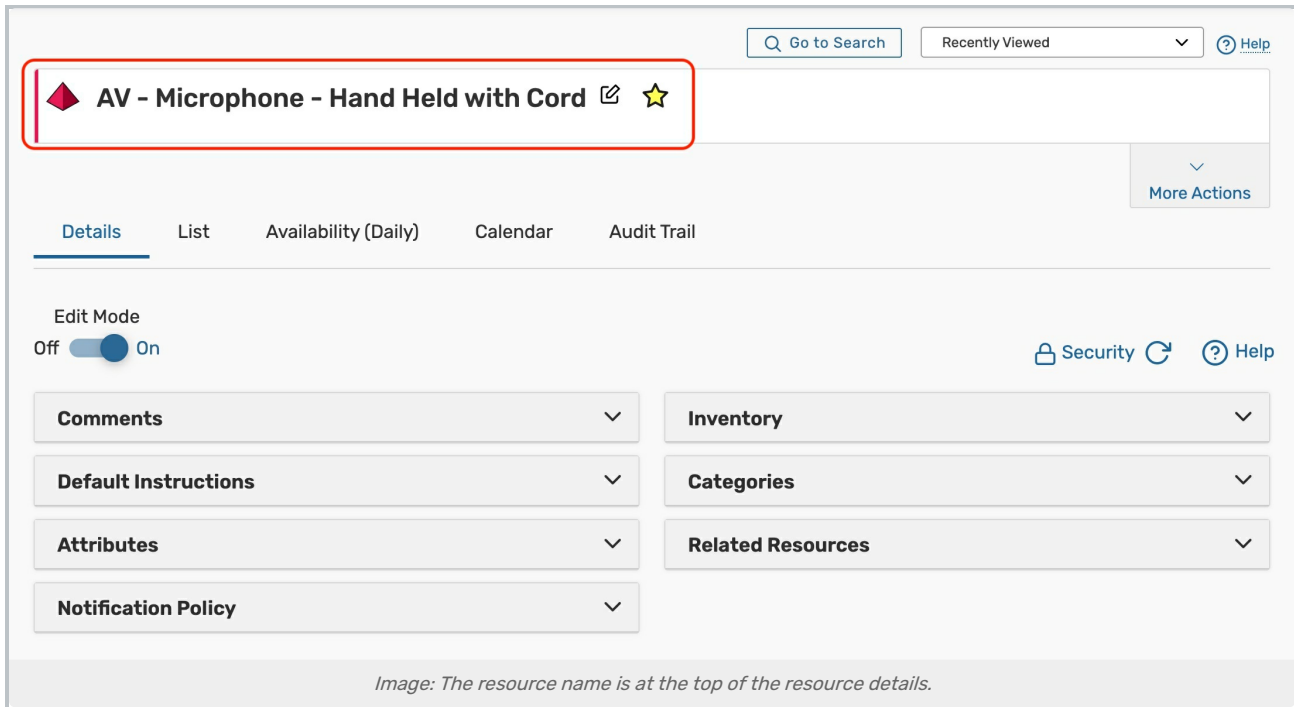 Go to Search
Recently Viewed
Help
AV - Microphone - Hand Held with Cord
More Actions
Details List Availability (Daily) Calendar Audit Trail
Edit Mode
Off On
Security Help
Comments
Inventory
Default Instructions
Categories
Attributes
Related Resources
Notification Policy
Image: The resource name is at the top of the resource details.